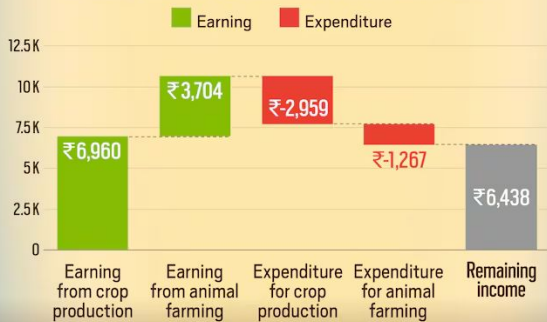 Earning Expenditure
12.5K
10K
7.5K
5K
2.5K
0
₹6,960
₹3,704
₹-2,959
₹-1,267
₹6,438
Earning
from crop
production
Earning
from animal
farming
Expenditure
for crop
production
Expenditure
for animal
farming
Remaining
income